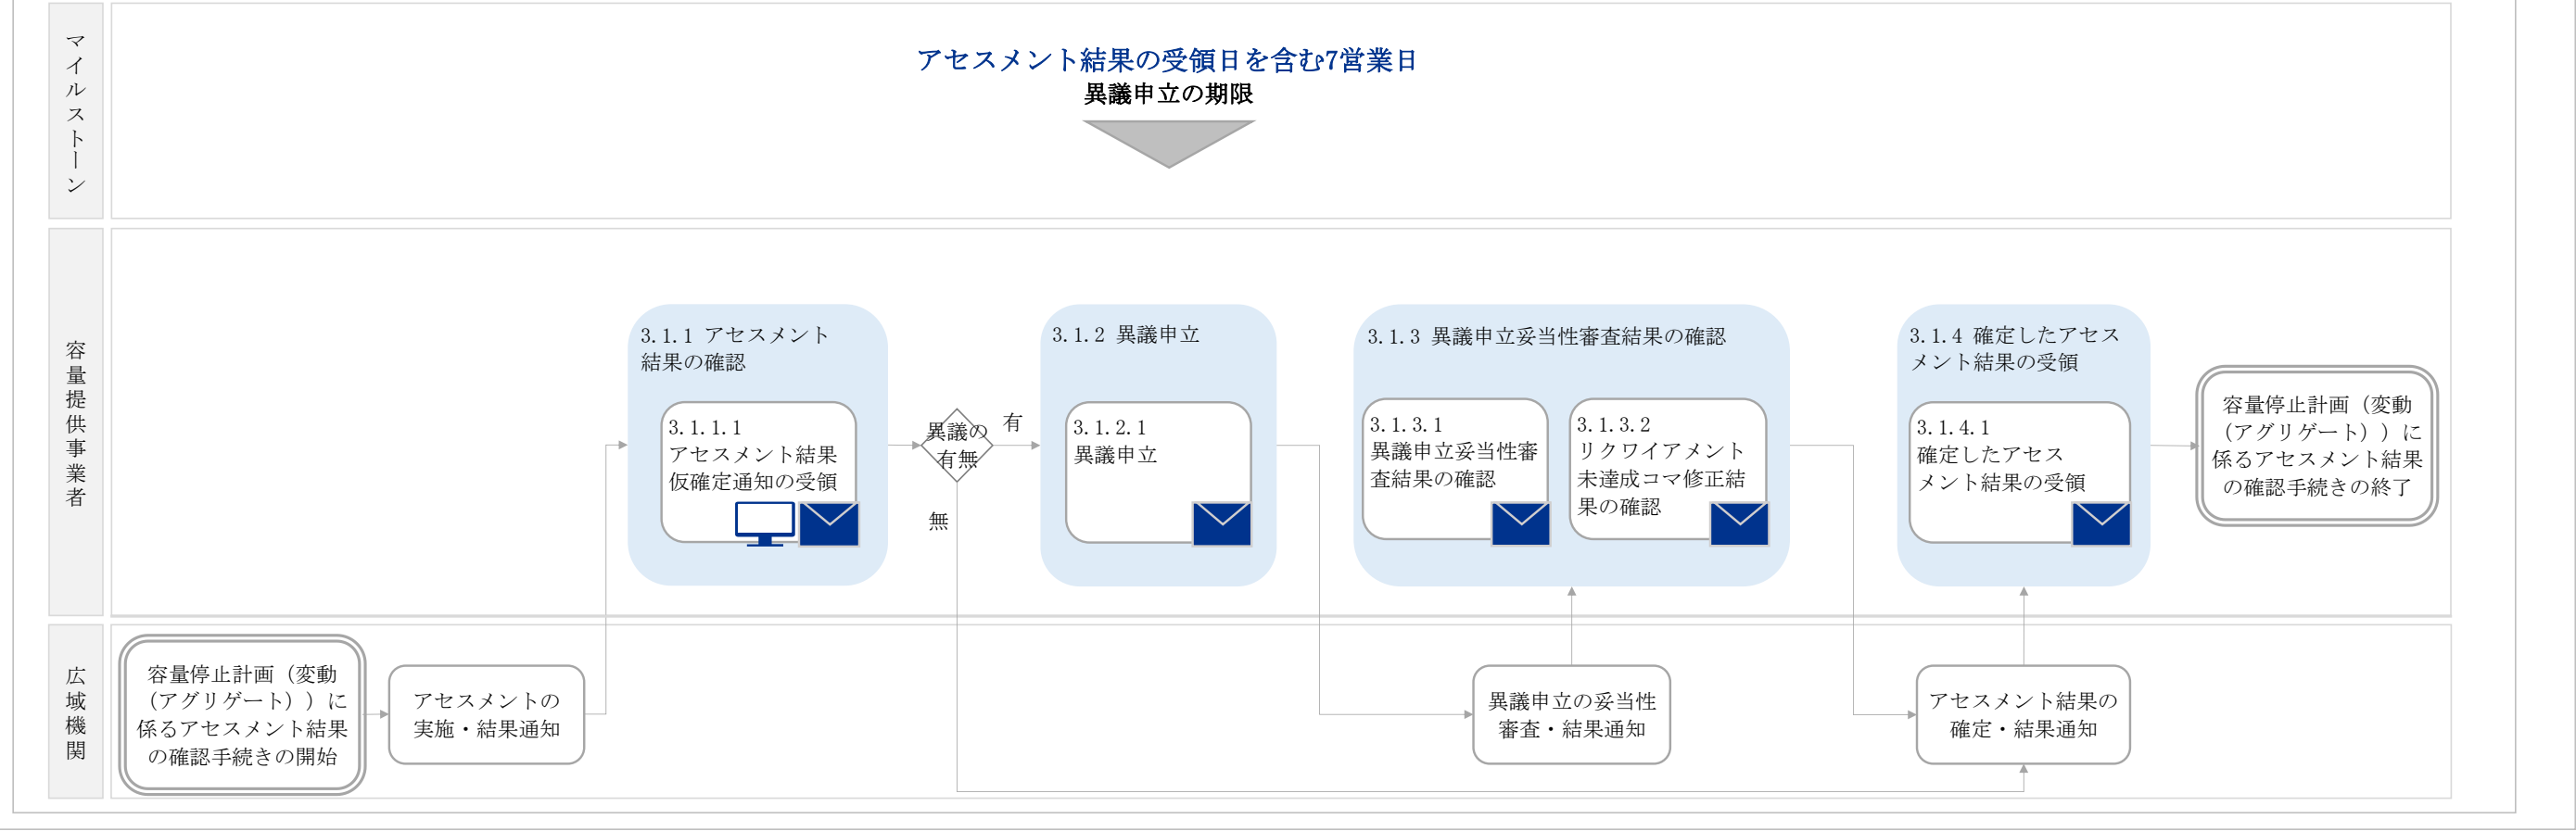 マイルストーン
アセスメント結果の受領日を含む7営業日
異議申立の期限
容量提供事業者
3.1.1 アセスメント
結果の確認
3.1.1.1
アセスメント結果
仮確定通知の受領
異議の
有無
有
無
3.1.2 異議申立
3.1.2.1
異議申立
3.1.3 異議申立妥当性審査結果の確認
3.1.3.1
異議申立妥当性審
査結果の確認
3.1.3.2
リクワイアメント
未達成コマ修正結
果の確認
3.1.4 確定したアセス
メント結果の受領
3.1.4.1
確定したアセス
メント結果の受領
容量停止計画（変動
（アグリゲート））に
係るアセスメント結果
の確認手続きの終了
広域機関
容量停止計画（変動
（アグリゲート））に
係るアセスメント結果
の確認手続きの開始
アセスメントの
実施・結果通知
異議申立の妥当性
審査・結果通知
アセスメント結果の
確定・結果通知